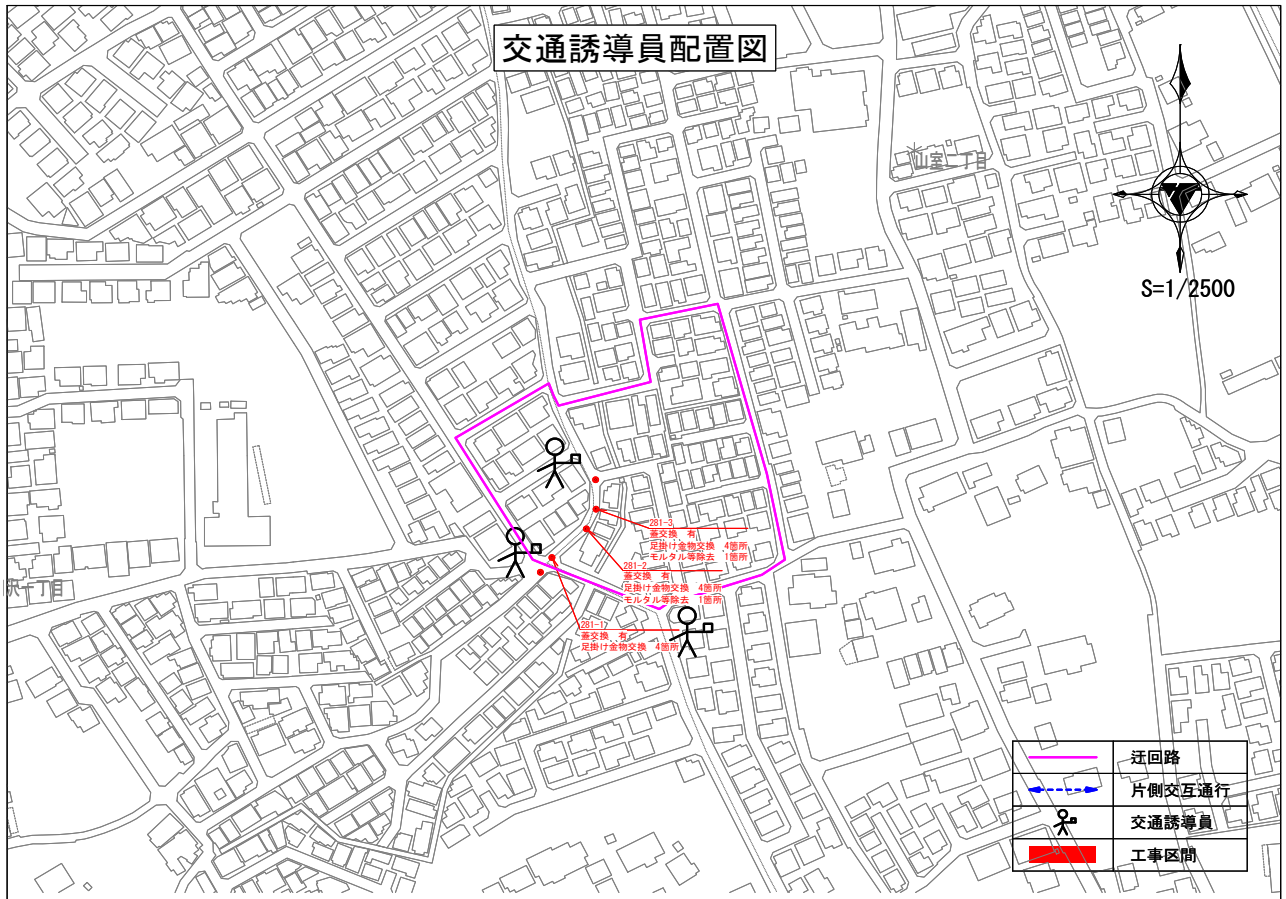 交通誘導員配置図
山室二丁目
S=1/2500
281-3
蓋交換 有
足掛け金物交換 4箇所
モルタル等除去 1箇所
281-2
蓋交換 有
足掛け金物交換 4箇所
モルタル等除去 1箇所
沢一丁目
281-1
蓋交換 有
足掛け金物交換 4箇所
迂回路
片側交互通行
交通誘導員
工事区間